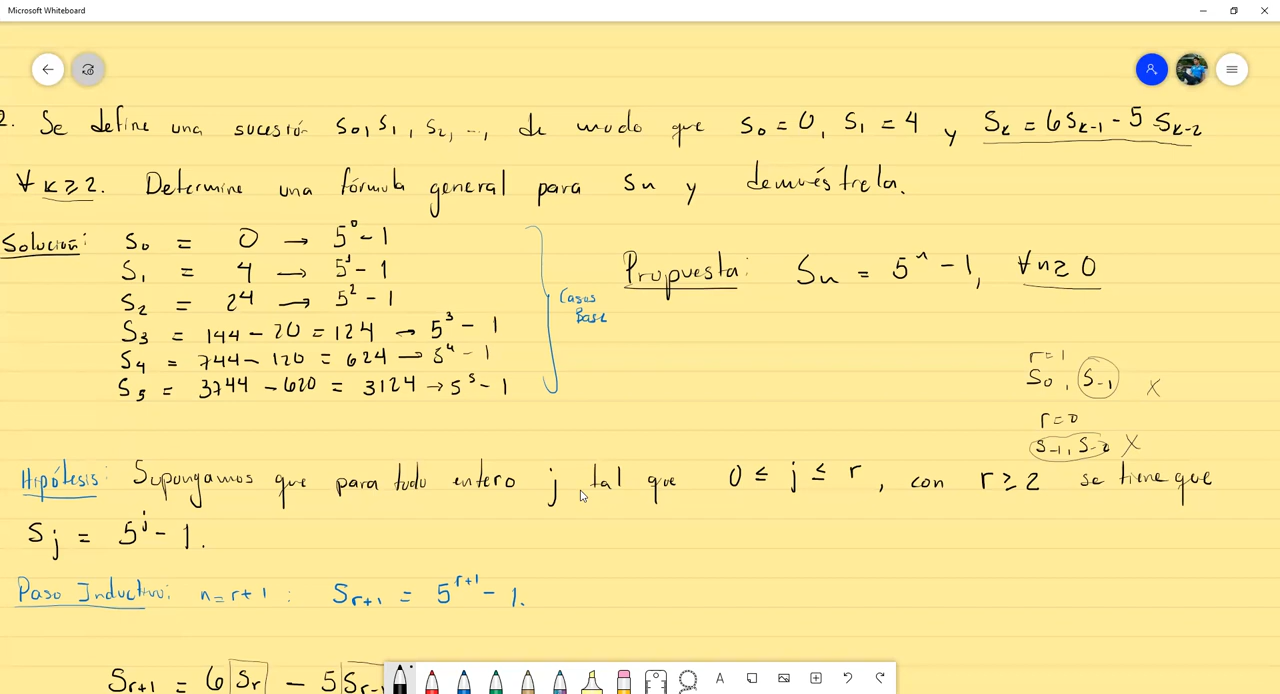 Microsoft Whiteboard
2. Se define una sucesión S0, S1, S2, ..., de modo que S0 = 0, S1 = 4 y Sk = 6Sk-1 - 5 Sk-2
∀ k ≥ 2. Determine una fórmula general para Sn y demuéstrela.
Solución: S0 = 0 → 5^0 - 1
S1 = 4 → 5^1 - 1
S2 = 24 → 5^2 - 1
S3 = 144 - 20 = 124 → 5^3 - 1
S4 = 744 - 120 = 624 → 5^4 - 1
S5 = 3744 - 620 = 3124 → 5^5 - 1
Casos
Base
Propuesta: Sn = 5^n - 1, ∀ n ≥ 0
r=1
S0, S-1 X
r=0
S-1, S-2 X
Hipótesis: Supongamos que para todo entero j tal que 0 ≤ j ≤ r, con r ≥ 2 se tiene que
Sj = 5^j - 1.
Paso Inductivo: n=r+1: Sr+1 = 5^r+1 - 1.
Sr+1 = 6 Sr - 5 Sr-1
A